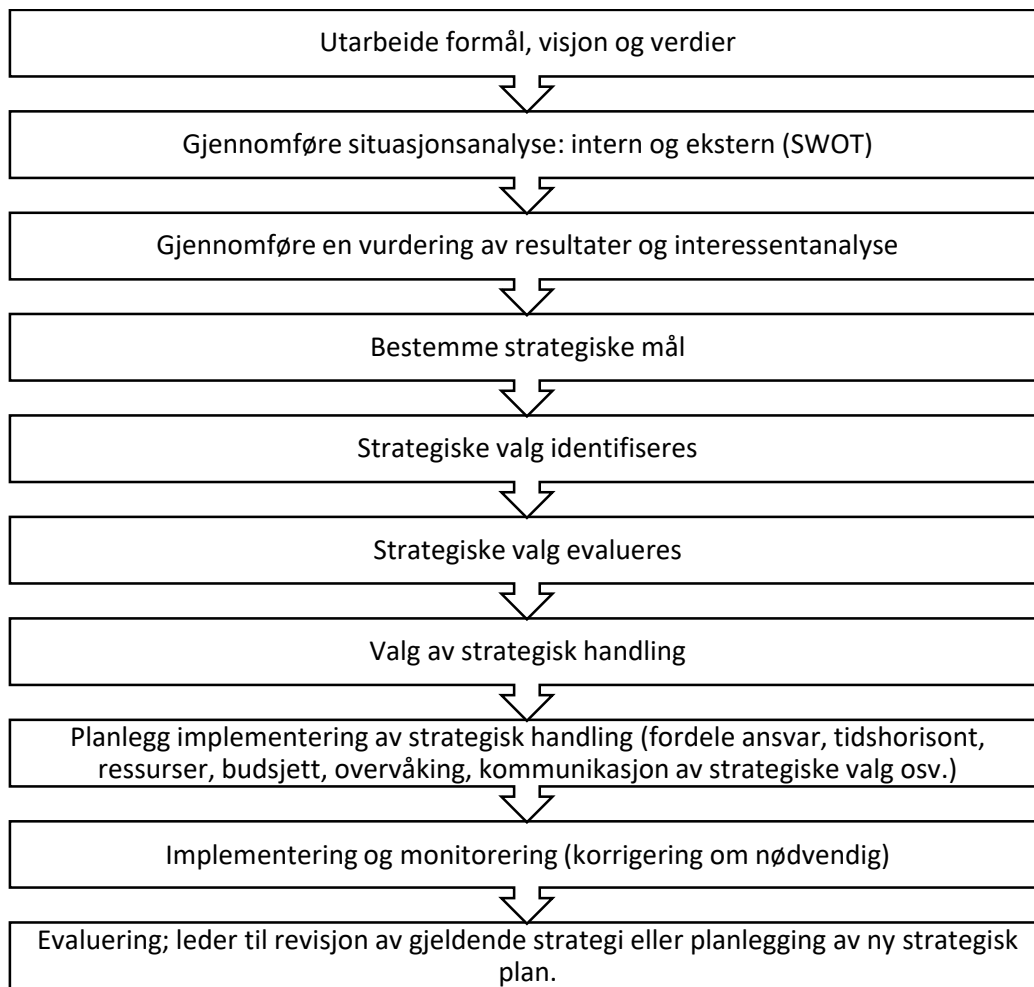 Utarbeide formål, visjon og verdier
Gjennomføre situasjonsanalyse: intern og ekstern (SWOT)
Gjennomføre en vurdering av resultater og interessentanalyse
Bestemme strategiske mål
Strategiske valg identifiseres
Strategiske valg evalueres
Valg av strategisk handling
Planlegg implementering av strategisk handling (fordele ansvar, tidshorisont,
ressurser, budsjett, overvåking, kommunikasjon av strategiske valg osv.)
Implementering og monitorering (korrigering om nødvendig)
Evaluering; leder til revisjon av gjeldende strategi eller planlegging av ny strategisk
plan.